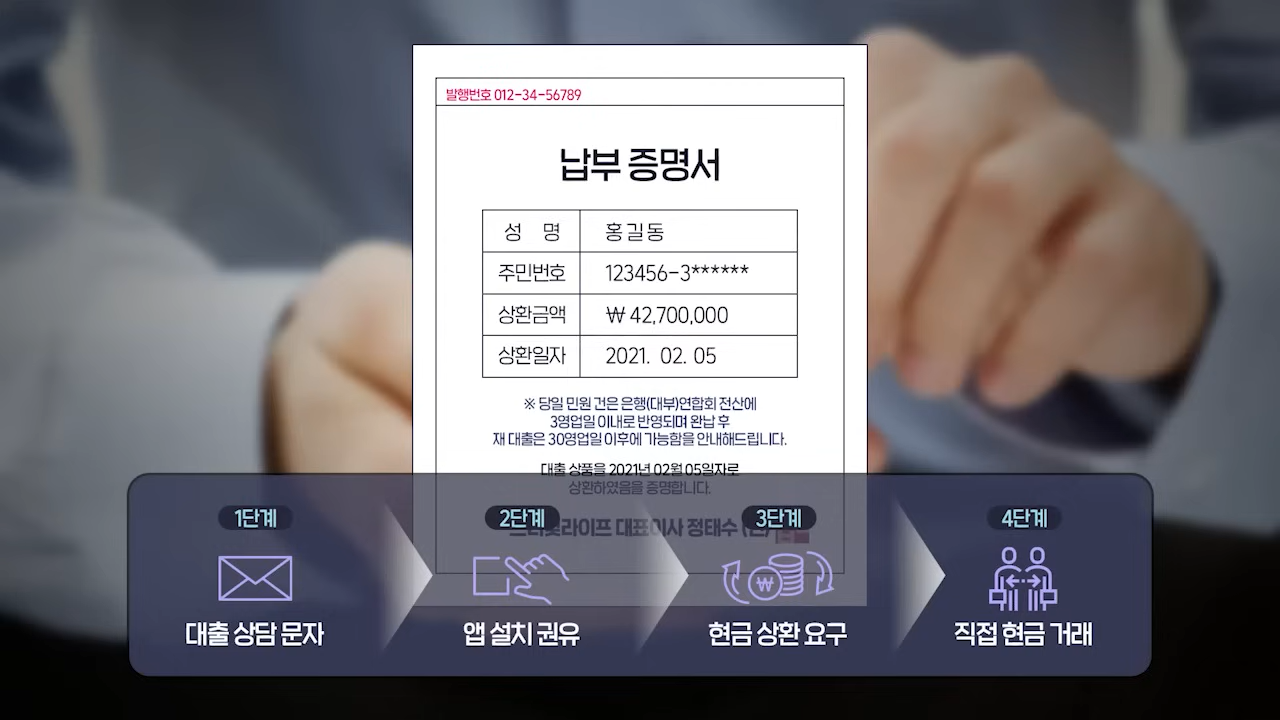 발행번호 012-34-56789
납부 증명서
성 명 홍길동
주민번호 123456-3******
상환금액 ₩ 42,700,000
상환일자 2021. 02. 05
※ 당일 민원 건은 은행(대부)연합회 전산에
3영업일 이내로 반영되며 완납 후
재 대출은 30영업일 이후에 가능함을 안내해드립니다.
대출 상품을 2021년 02월 05일자로
상환하였음을 증명합니다.
대표이사 정태수
1단계 2단계 3단계 4단계
대출 상담 문자 앱 설치 권유 현금 상환 요구 직접 현금 거래